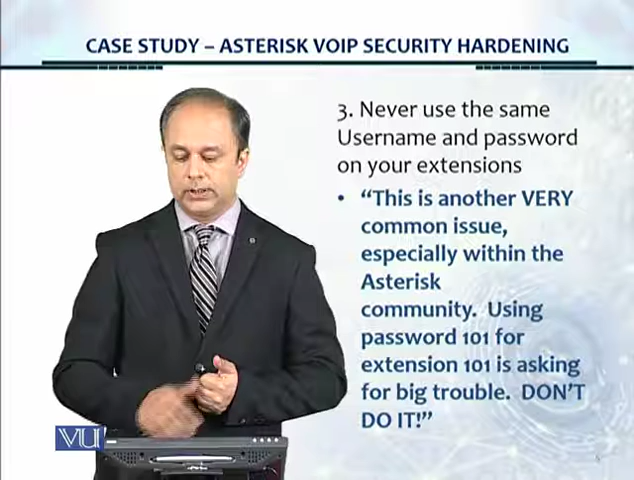 CASE STUDY – ASTERISK VOIP SECURITY HARDENING
3. Never use the same
Username and password
on your extensions
• “This is another VERY
common issue,
especially within the
Asterisk
community. Using
password 101 for
extension 101 is asking
for big trouble. DON’T
DO IT!”
VU